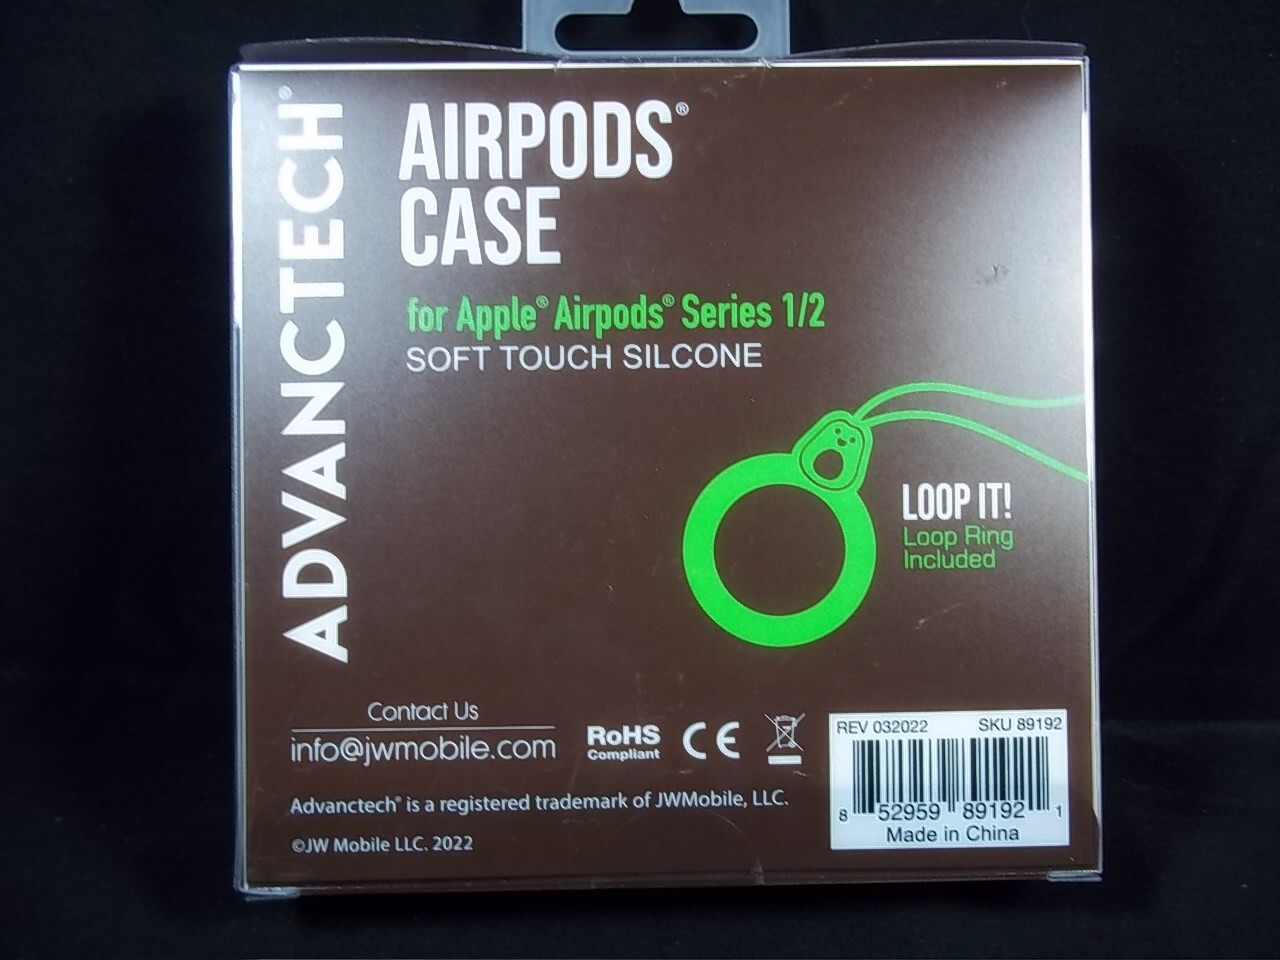 ADVANCTECH®
AIRPODS®
CASE
for Apple® Airpods® Series 1/2
SOFT TOUCH SILCONE
LOOP IT!
Loop Ring
Included
Contact Us
info@jwmobile.com
RoHS
Compliant
CE
Advanctech® is a registered trademark of JWMobile, LLC.
©JW Mobile LLC. 2022
REV 032022 SKU 89192
8 52959 89192 1
Made in China